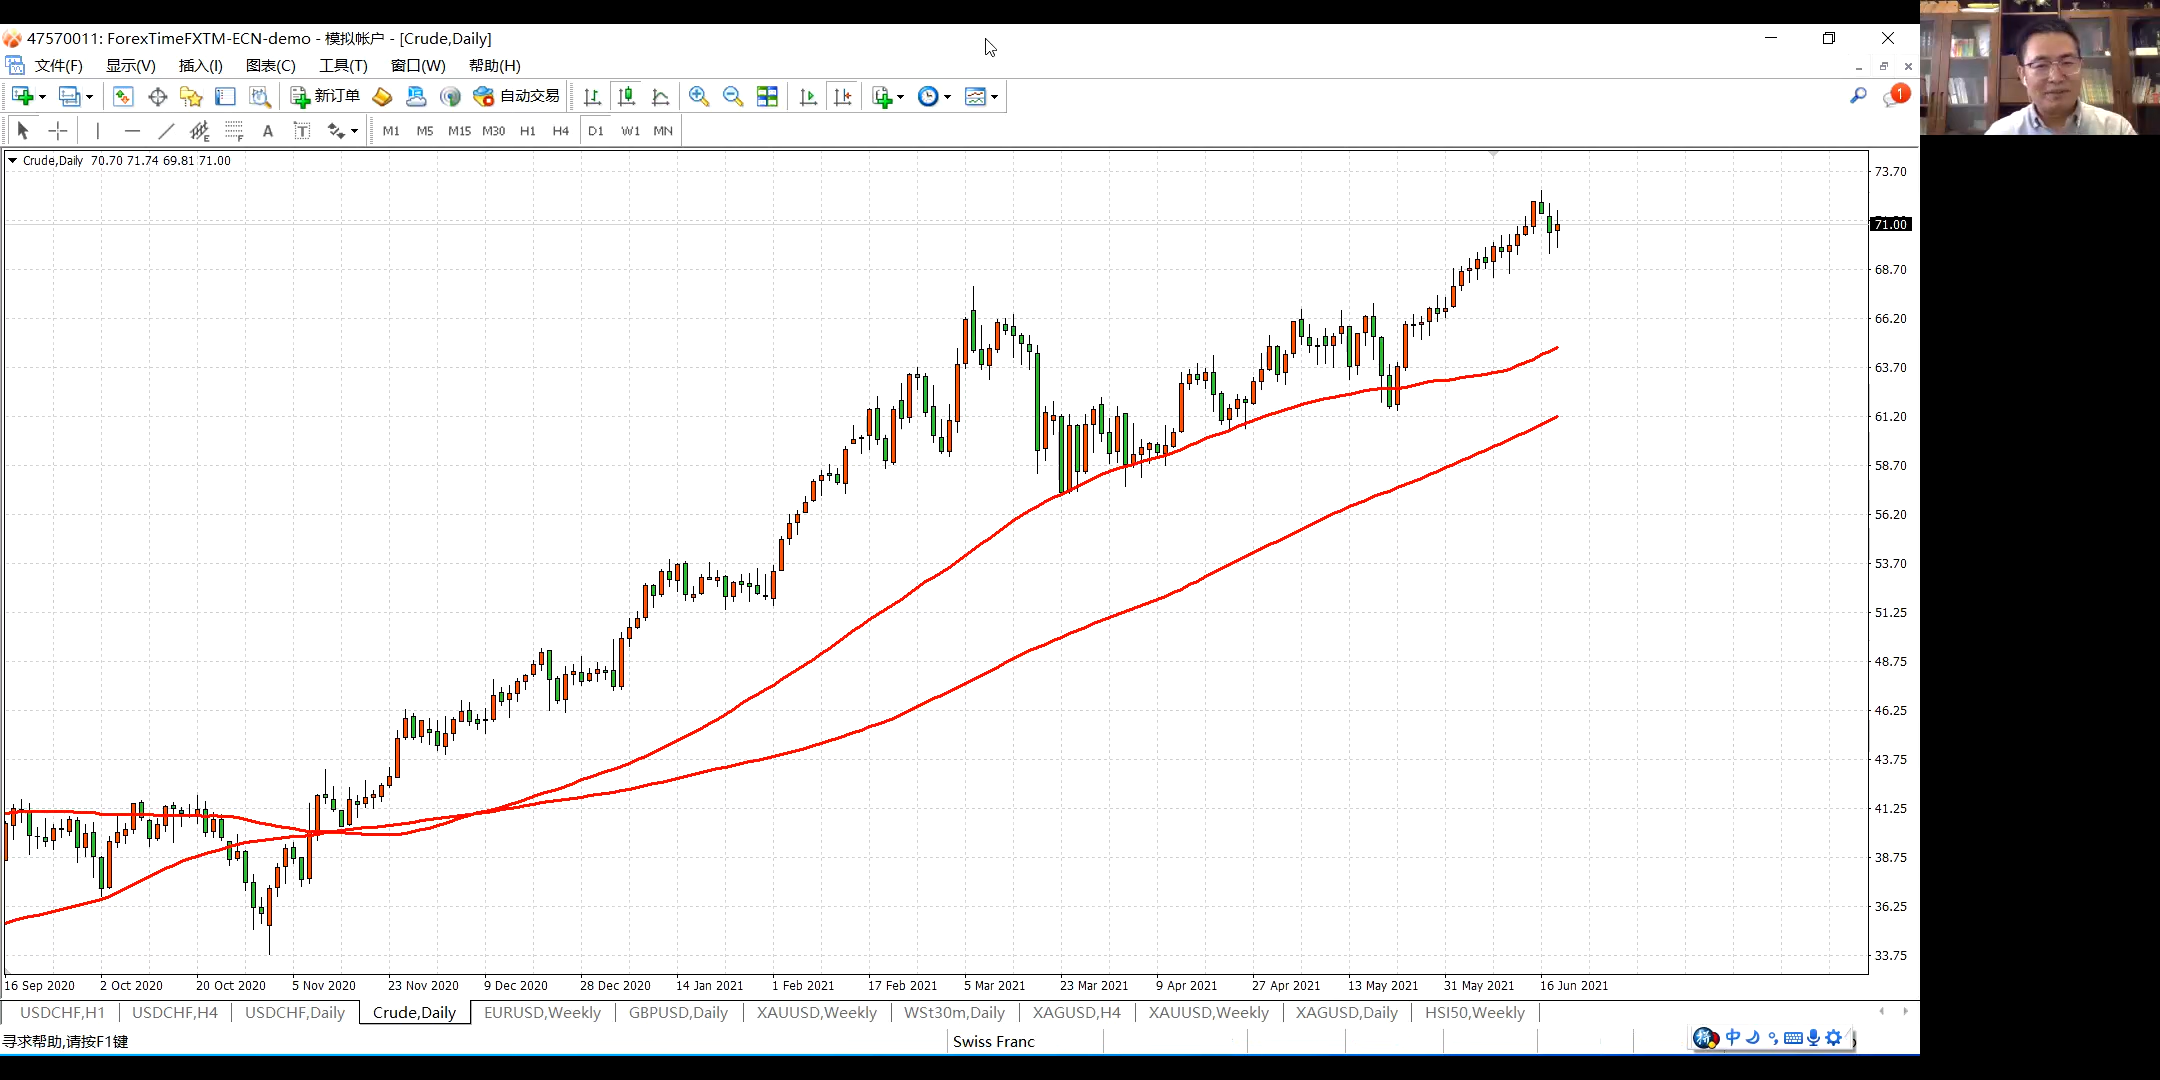 47570011: ForexTimeFXTM-ECN-demo - 模拟帐户 - [Crude,Daily]
文件(F) 显示(V) 插入(I) 图表(C) 工具(T) 窗口(W) 帮助(H)
新订单 自动交易 1
E F A T M1 M5 M15 M30 H1 H4 D1 W1 MN
Crude,Daily 70.70 71.74 69.81 71.00
73.70
71.00
68.70
66.20
63.70
61.20
58.70
56.20
53.70
51.25
48.75
46.25
43.75
41.25
38.75
36.25
33.75
16 Sep 2020 2 Oct 2020 20 Oct 2020 5 Nov 2020 23 Nov 2020 9 Dec 2020 28 Dec 2020 14 Jan 2021 1 Feb 2021 17 Feb 2021 5 Mar 2021 23 Mar 2021 9 Apr 2021 27 Apr 2021 13 May 2021 31 May 2021 16 Jun 2021
USDCHF,H1 USDCHF,H4 USDCHF,Daily Crude,Daily EURUSD,Weekly GBPUSD,Daily XAUUSD,Weekly WSt30m,Daily XAGUSD,H4 XAUUSD,Weekly XAGUSD,Daily HSI50,Weekly
寻求帮助,请按F1键 Swiss Franc 中